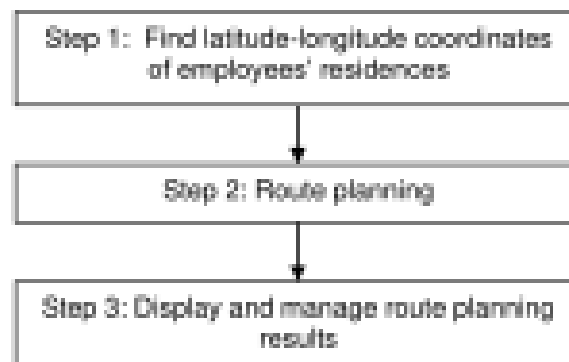 Step 1: Find latitude-longitude coordinates
of employees' residences
Step 2: Route planning
Step 3: Display and manage route planning
results